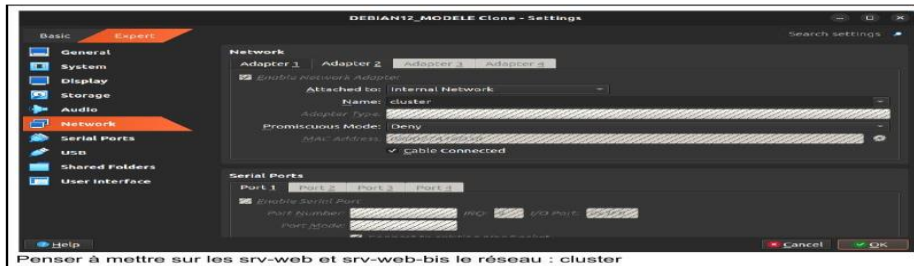 DEBIAN12_MODELE Clone - Settings
Basic Expert Search settings
General
System
Display
Storage
Audio
Network
Serial Ports
USB
Shared Folders
User Interface
Network
Adapter 1 Adapter 2 Adapter 3 Adapter 4
Enable Network Adapter
Attached to: Internal Network
Name: cluster
Adapter Type:
Promiscuous Mode: Deny
MAC Address:
Cable Connected
Serial Ports
Port 1 Port 2 Port 3 Port 4
Enable Serial Port
Port Number: IRQ: I/O Port:
Port Mode:
Help Cancel OK
Penser à mettre sur les srv-web et srv-web-bis le réseau : cluster